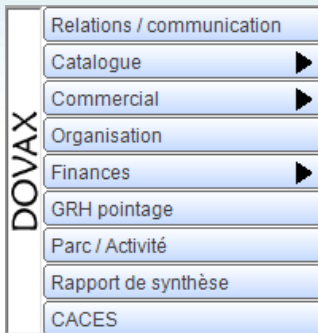 DOVAX
Relations / communication
Catalogue
Commercial
Organisation
Finances
GRH pointage
Parc / Activité
Rapport de synthèse
CACES